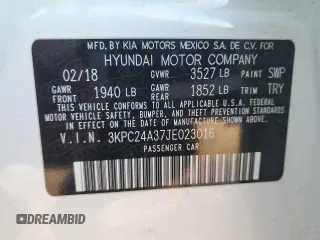 MFD. BY KIA MOTORS MEXICO S.A. DE C.V. FOR
HYUNDAI MOTOR COMPANY
02/18 GVWR 3527 LB PAINT SWP
GAWR FRONT 1940 LB GAWR REAR 1852 LB TRIM TRY
THIS VEHICLE CONFORMS TO ALL APPLICABLE FEDERAL MOTOR VEHICLE SAFETY, BUMPER, AND THEFT PREVENTION STANDARDS IN EFFECT ON THE DATE OF MANUFACTURE SHOWN ABOVE.
V.I.N. 3KPC24A37JE023016
PASSENGER CAR
DREAMBID
DREAMBID.COM